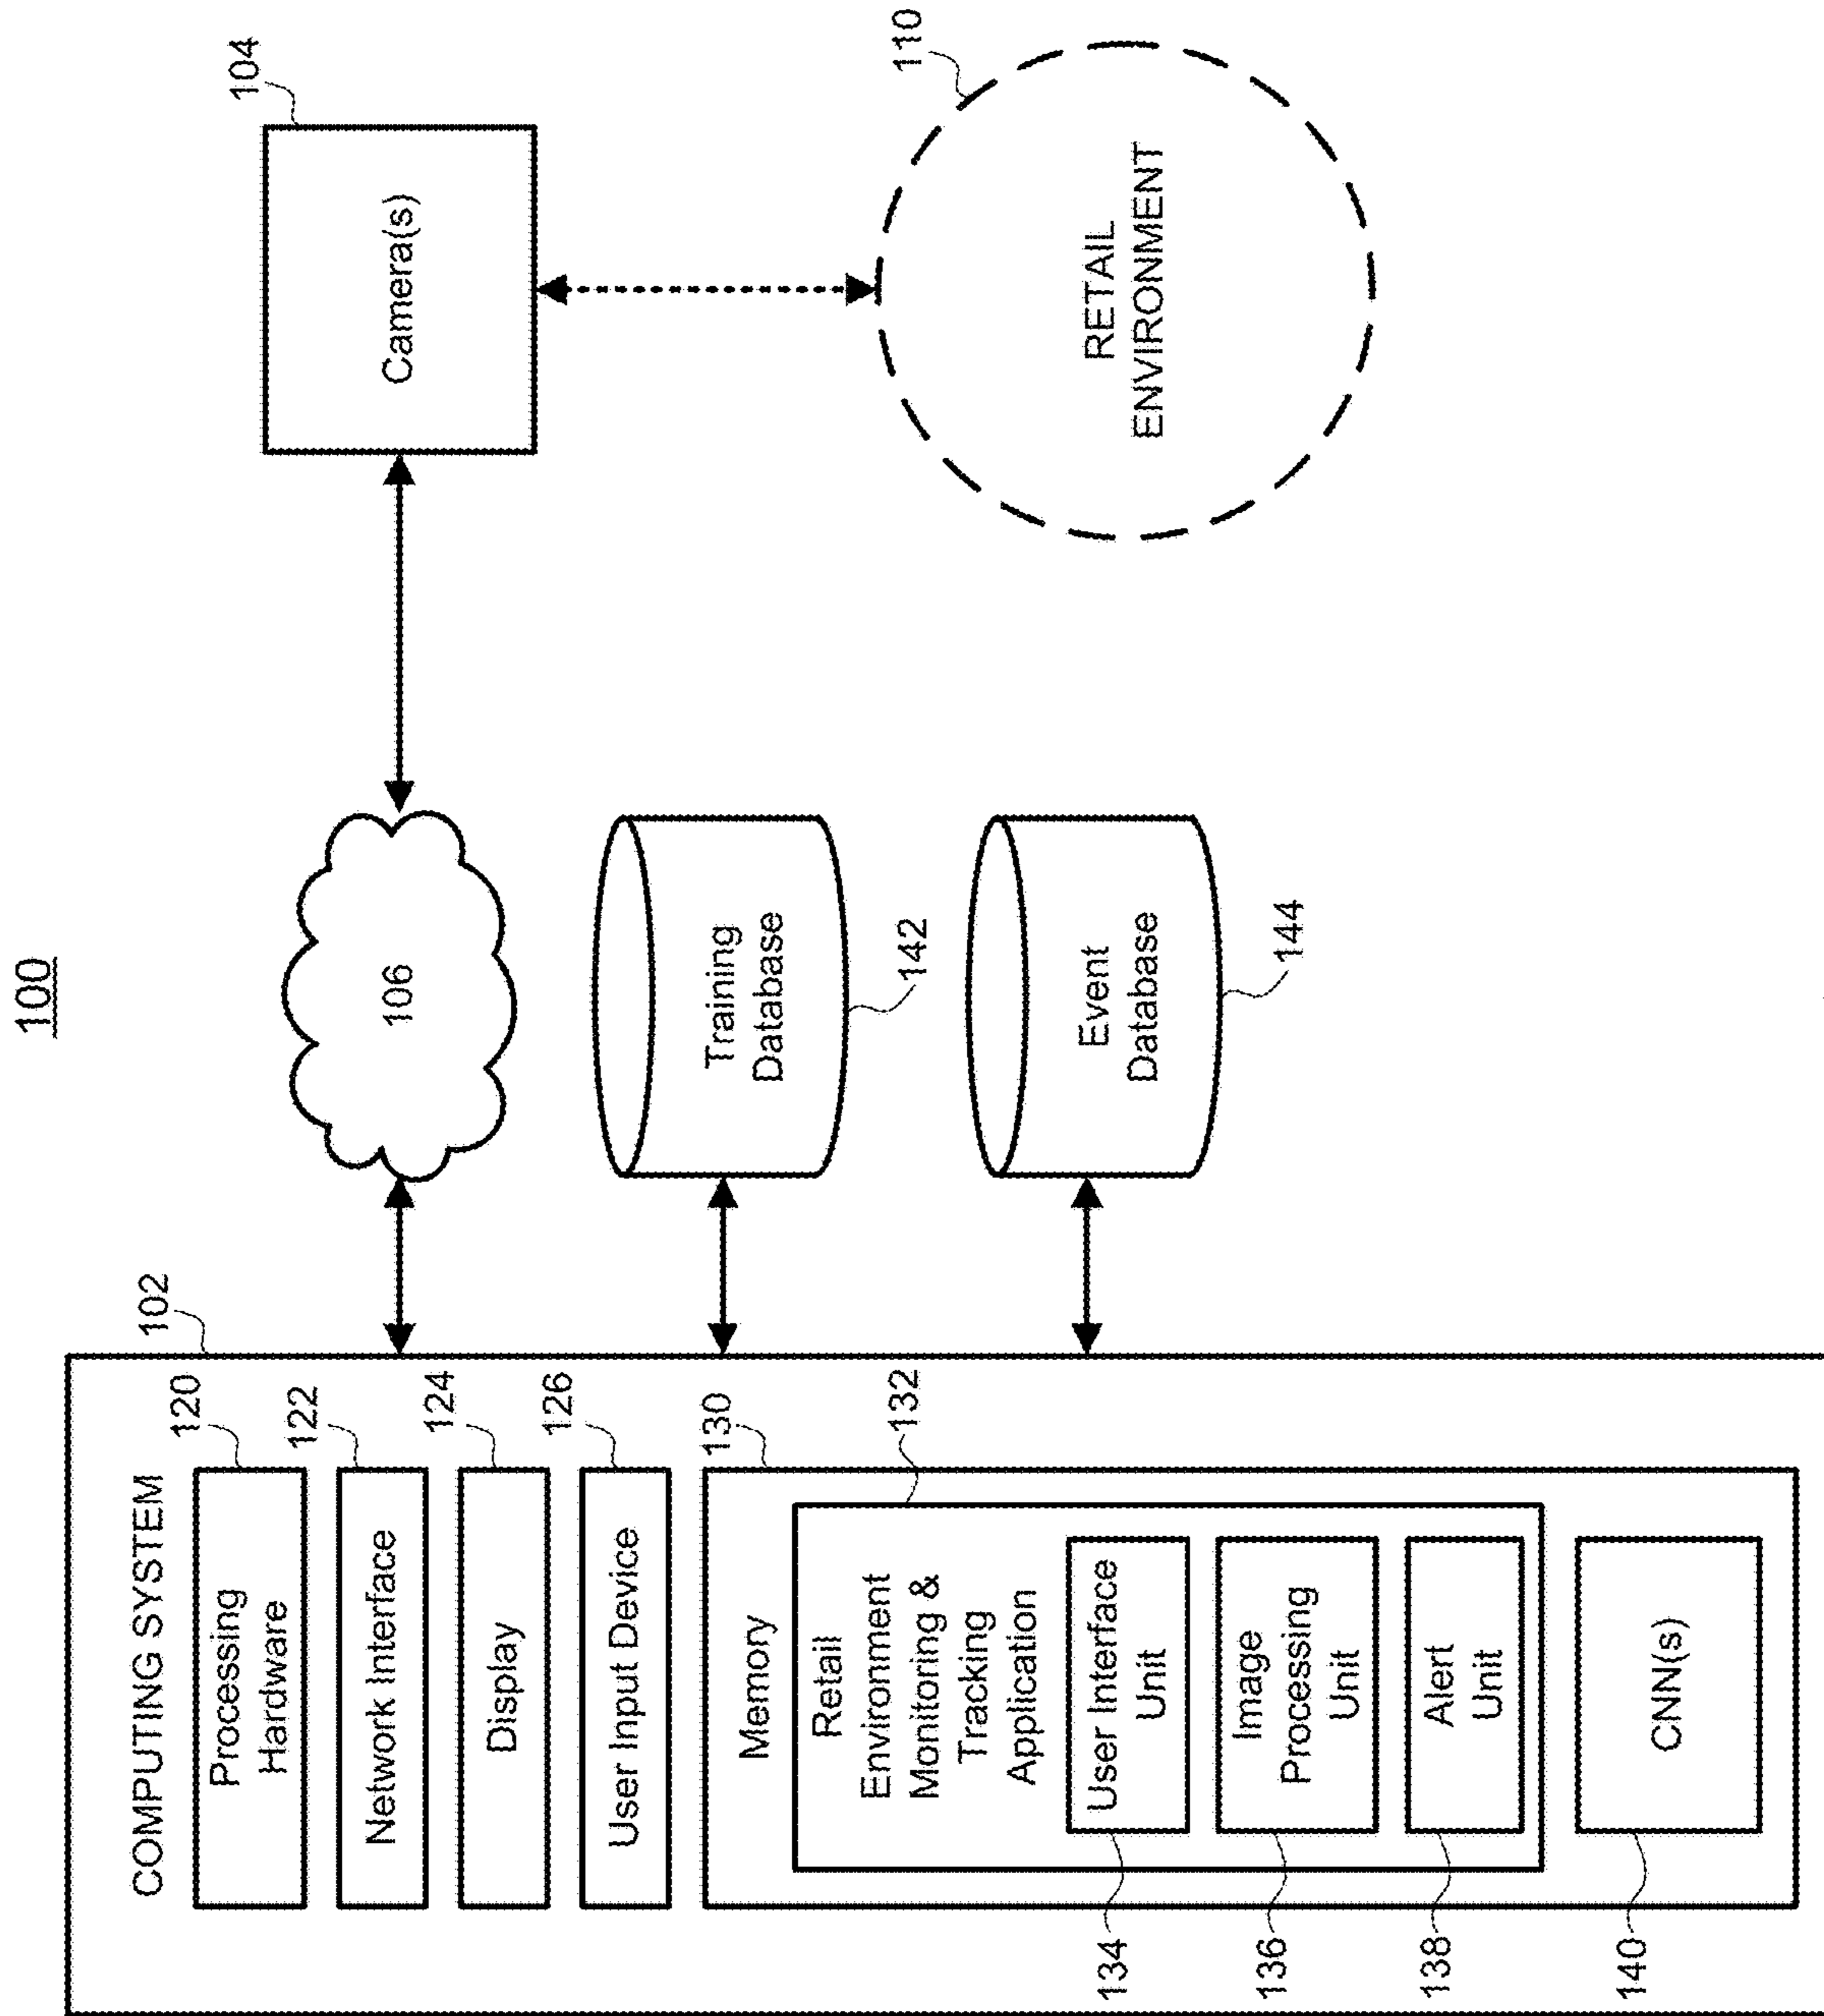 100
COMPUTING SYSTEM
102
Processing
Hardware
120
Network Interface
122
Display
124
User Input Device
126
Memory
130
Retail
Environment
Monitoring &
Tracking
Application
132
User Interface
Unit
134
Image
Processing
Unit
136
Alert
Unit
138
CNN(s)
140
106
Training
Database
142
Event
Database
144
Camera(s)
104
RETAIL
ENVIRONMENT
110